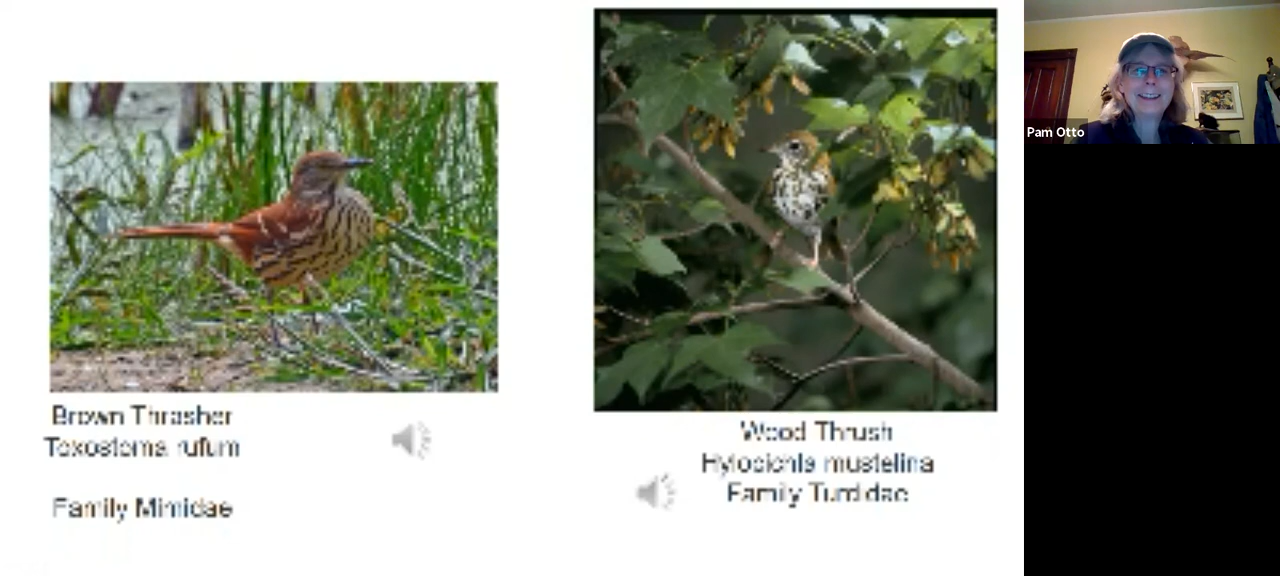 Brown Thrasher
Toxostoma rufum
Family Mimidae
Wood Thrush
Hylocichla mustelina
Family Turdidae
Pam Otto